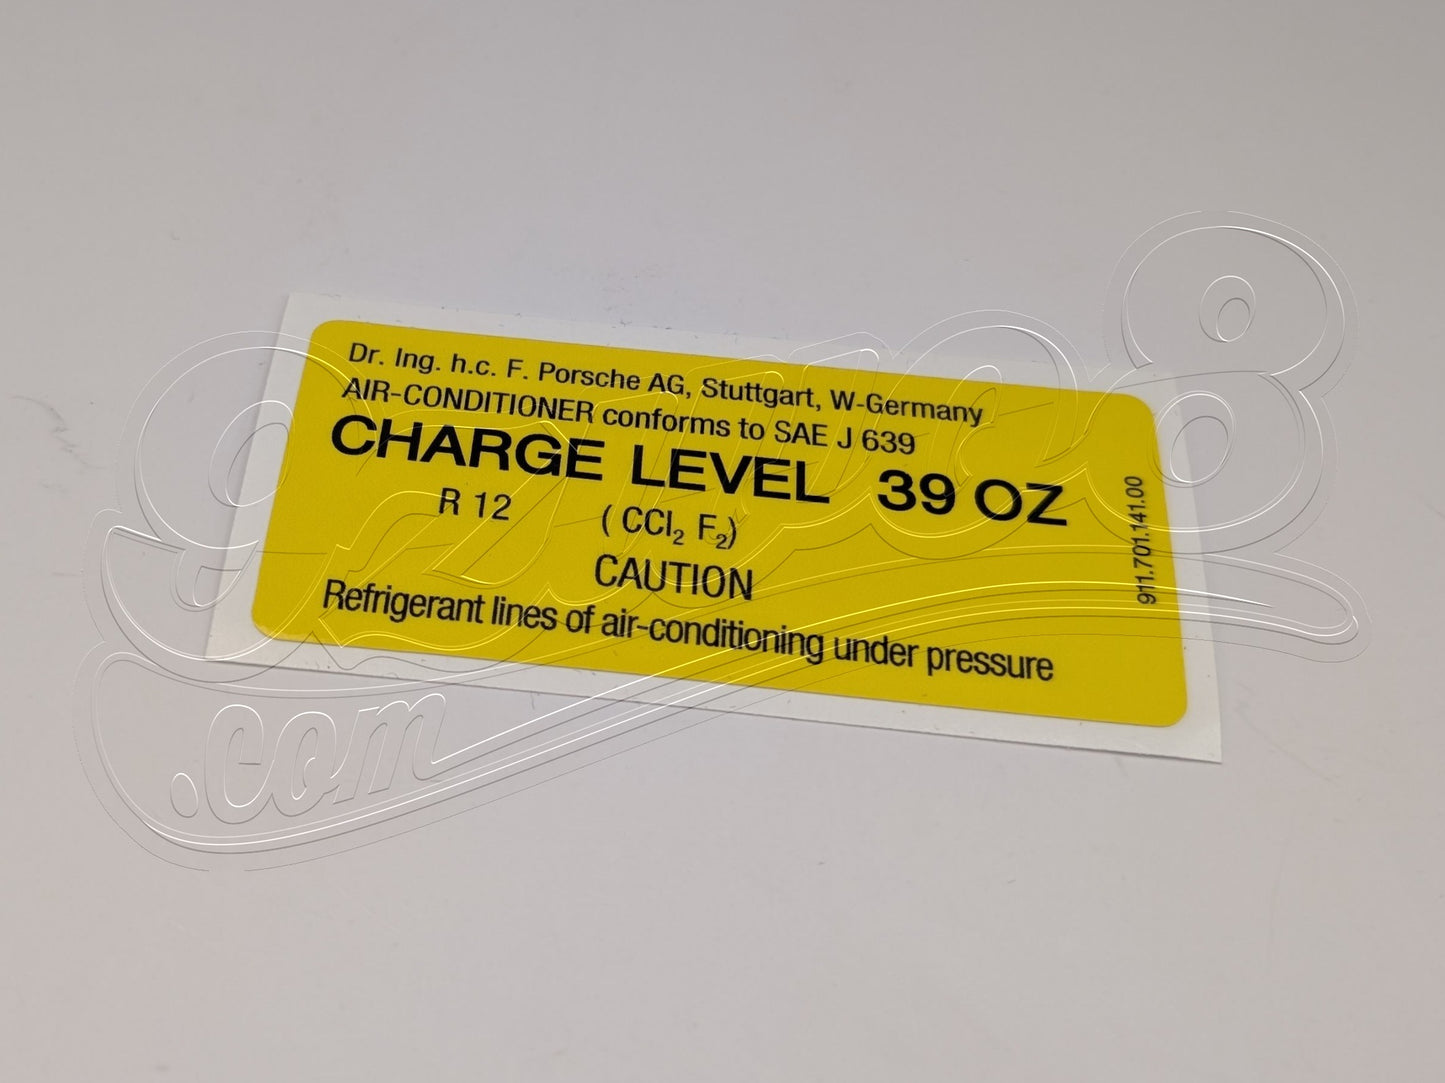 Dr. Ing. h.c. F. Porsche AG, Stuttgart, W-Germany
AIR-CONDITIONER conforms to SAE J 639
CHARGE LEVEL 39 OZ
R 12 ( CCl₂ F₂)
CAUTION
Refrigerant lines of air-conditioning under pressure
911.701.141.00
.com